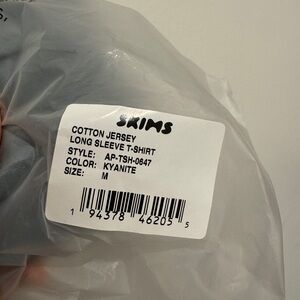 S,
SKIMS
COTTON JERSEY
LONG SLEEVE T-SHIRT
STYLE: AP-TSH-0647
COLOR: KYANITE
SIZE: M
1 94378 46205 5